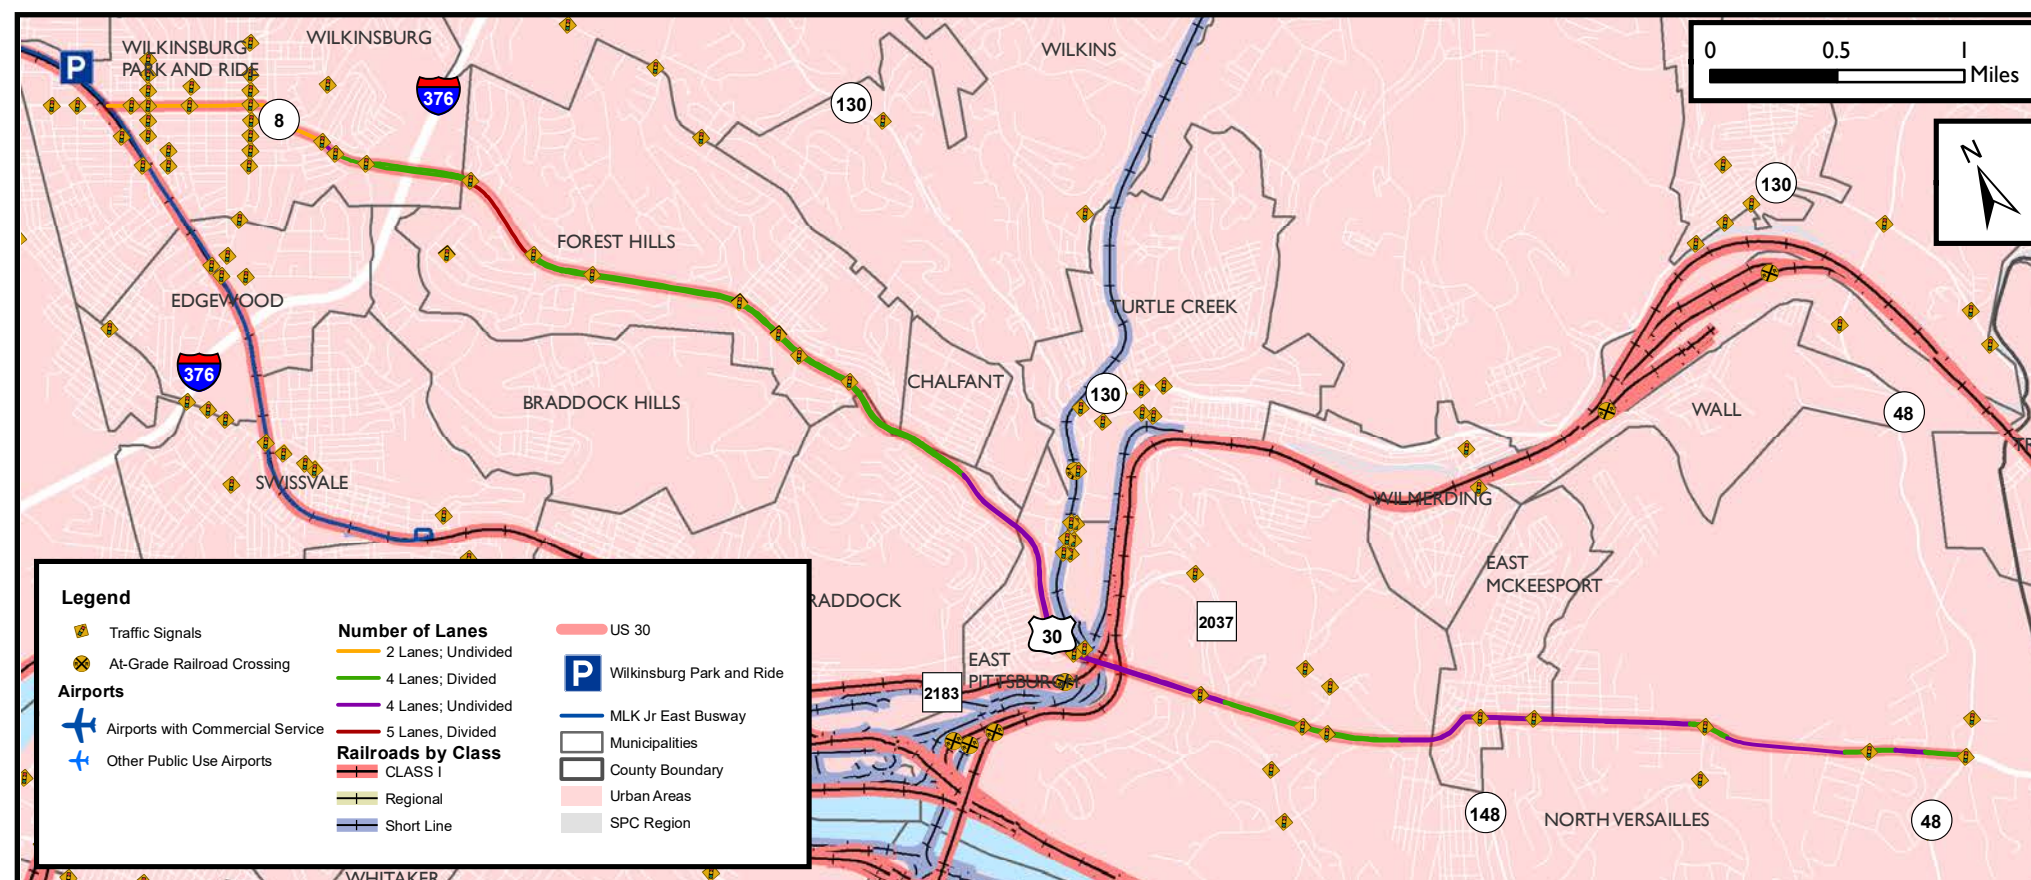 WILKINSBURG
PARK AND RIDE
P
WILKINSBURG
376
8
130
WILKINS
0 0.5 1
Miles
N
130
FOREST HILLS
EDGEWOOD
376
TURTLE CREEK
CHALFANT
BRADDOCK HILLS
130
WALL
48
SWISSVALE
WILMERDING
EAST
MCKEESPORT
RADDOCK
2037
30
EAST
PITTSBURGH
2183
148
NORTH VERSAILLES
48
WHITAKER
TR
Legend
Traffic Signals
At-Grade Railroad Crossing
Airports
Airports with Commercial Service
Other Public Use Airports
Number of Lanes
2 Lanes; Undivided
4 Lanes; Divided
4 Lanes; Undivided
5 Lanes, Divided
Railroads by Class
CLASS I
Regional
Short Line
US 30
P
Wilkinsburg Park and Ride
MLK Jr East Busway
Municipalities
County Boundary
Urban Areas
SPC Region